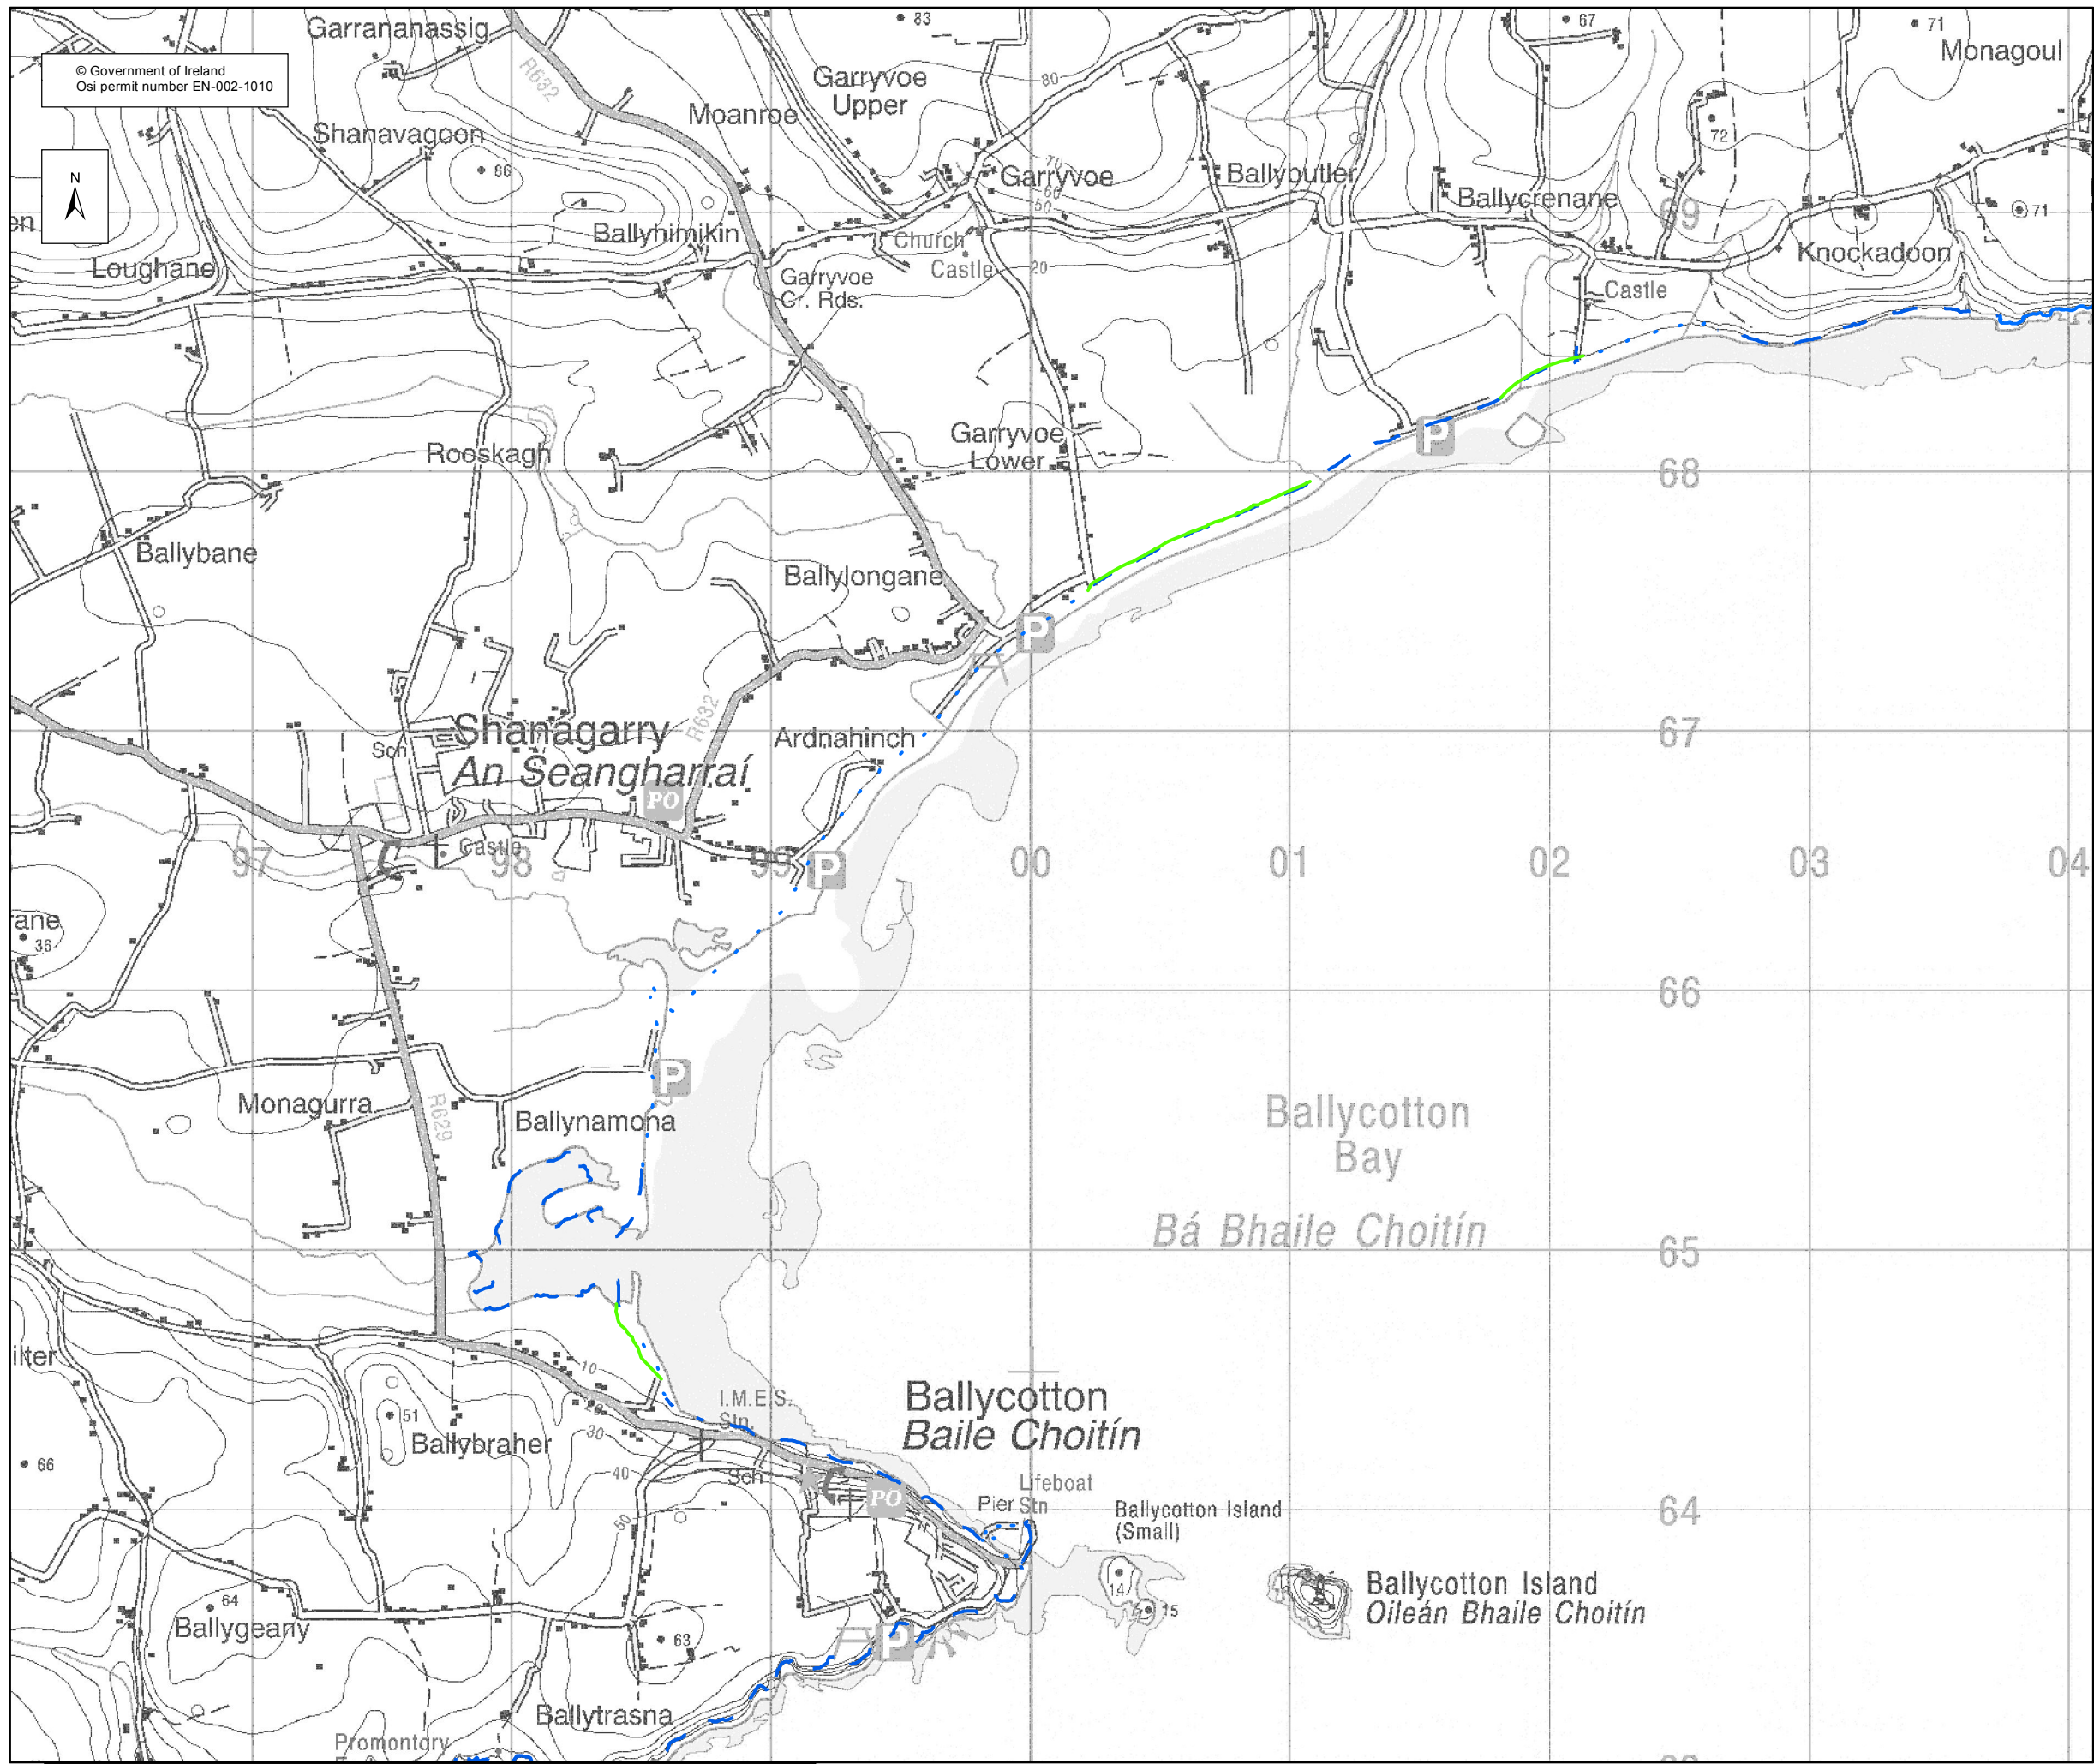 Garrananassig
83
67
71
Monagoul
© Government of Ireland
Osi permit number EN-002-1010
R632
Garryvoe
Upper
80
Moanroe
Shanavagoon
72
N
86
70
60
50
Garryvoe
Ballybutler
Ballycrenane
71
69
en
Ballyhimikin
Church
Castle
20
Knockadoon
Loughane
Garryvoe
Cr. Rds.
Castle
Garryvoe
Lower
P
Rooskagh
68
Ballybane
Ballylongane
P
R632
Shanagarry
An Seangharraí
Sch
Ardnahinch
67
PO
Castle
97
98
99
P
00
01
02
03
04
ane
36
66
P
Monagurra
R629
Ballynamona
Ballycotton
Bay
Bá Bhaile Choitín
65
ilter
10
20
30
40
50
51
Ballybraher
66
I.M.E.S.
Stn.
Ballycotton
Baile Choitín
Sch
PO
Lifeboat
Stn
Pier
Ballycotton Island
(Small)
64
14
15
Ballycotton Island
Oileán Bhaile Choitín
64
Ballygeany
63
P
Ballytrasna
Promontory